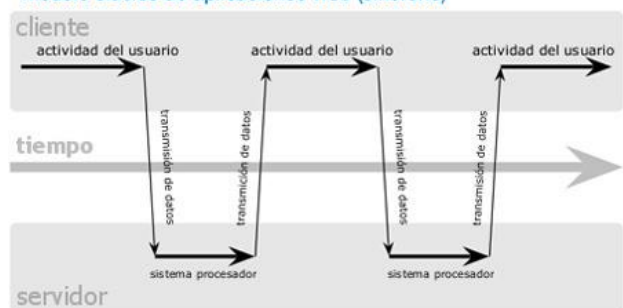 cliente
actividad del usuario
actividad del usuario
actividad del usuario
transmisión de datos
transmición de datos
transmisión de datos
transmisión de datos
tiempo
sistema procesador
sistema procesador
servidor